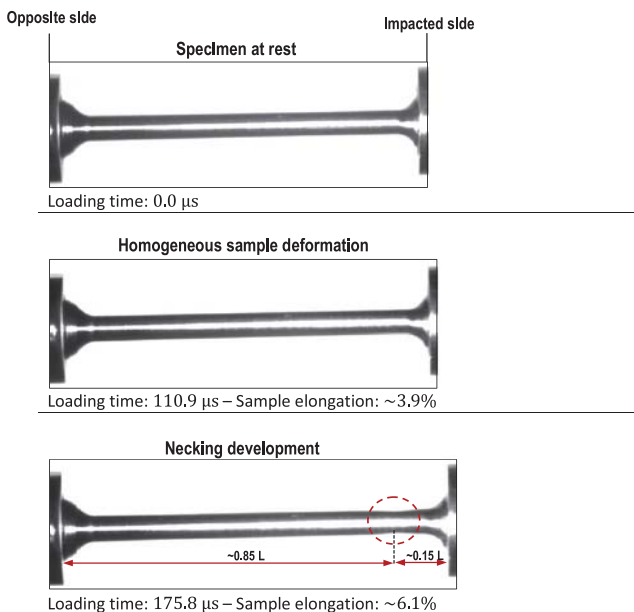 Opposite side
Impacted side
Specimen at rest
Loading time: 0.0 μs
Homogeneous sample deformation
Loading time: 110.9 μs – Sample elongation: ~3.9%
Necking development
~0.85 L
~0.15 L
Loading time: 175.8 μs – Sample elongation: ~6.1%